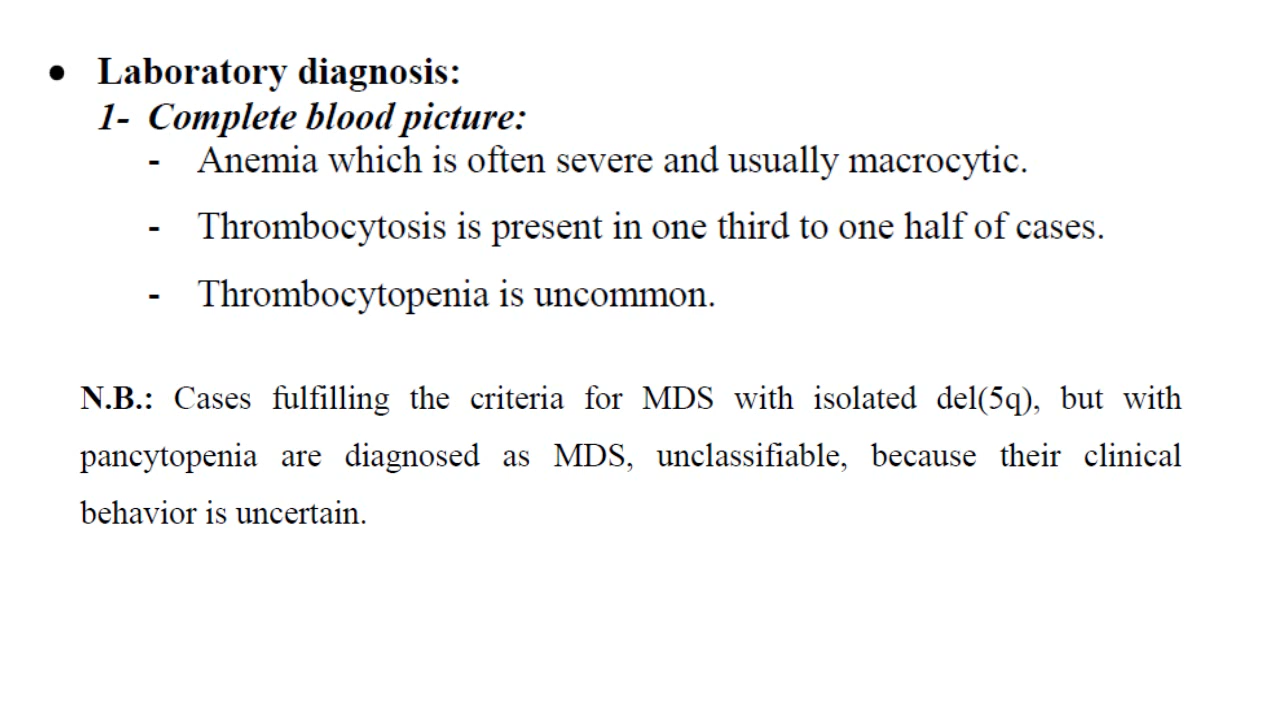 ● Laboratory diagnosis:
1- Complete blood picture:
- Anemia which is often severe and usually macrocytic.
- Thrombocytosis is present in one third to one half of cases.
- Thrombocytopenia is uncommon.
N.B.: Cases fulfilling the criteria for MDS with isolated del(5q), but with
pancytopenia are diagnosed as MDS, unclassifiable, because their clinical
behavior is uncertain.